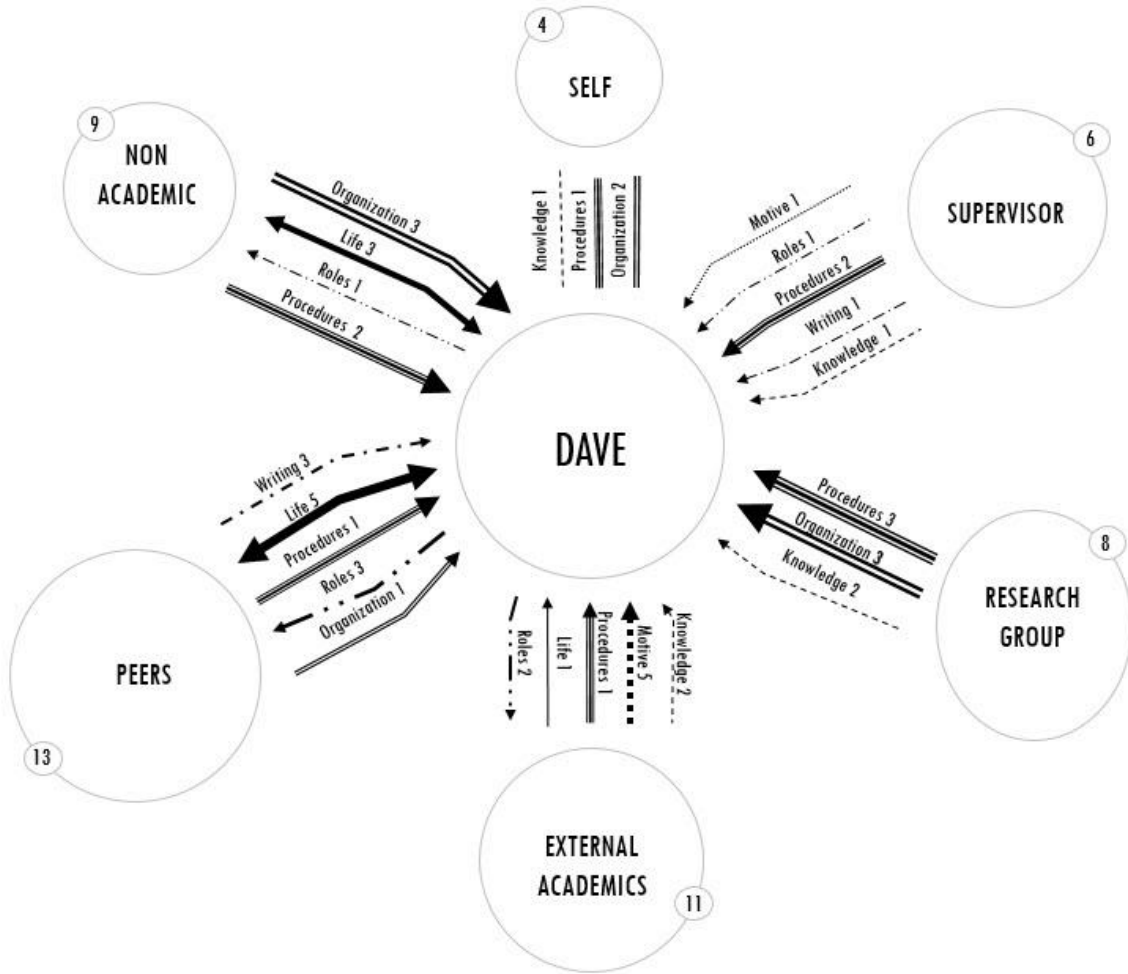 4
SELF
9
NON
ACADEMIC
6
SUPERVISOR
Organization 3
Life 3
Roles 1
Procedures 2
Knowledge 1
Procedures 1
Organization 2
Motive 1
Roles 1
Procedures 2
Writing 1
Knowledge 1
DAVE
Writing 3
Life 5
Procedures 1
Roles 3
Organization 1
Procedures 3
Organization 3
Knowledge 2
8
RESEARCH
GROUP
Roles 2
Life 1
Procedures 1
Motive 5
Knowledge 2
PEERS
13
EXTERNAL
ACADEMICS
11